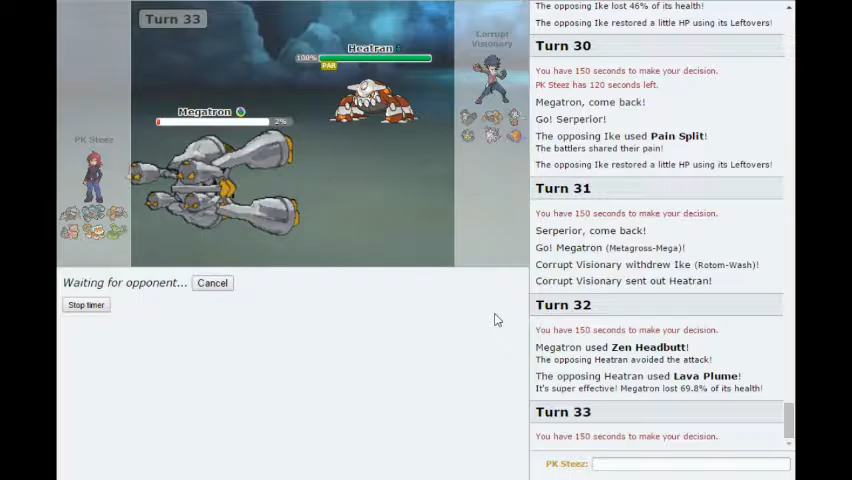 Turn 33
Heatran
100%
PAR
Megatron
2%
PK Steez
Corrupt
Visionary
Waiting for opponent... Cancel
Stop timer
The opposing Ike lost 46% of its health!
The opposing Ike restored a little HP using its Leftovers!
Turn 30
You have 150 seconds to make your decision.
PK Steez has 120 seconds left.
Megatron, come back!
Go! Serperior!
The opposing Ike used Pain Split!
The battlers shared their pain!
The opposing Ike restored a little HP using its Leftovers!
Turn 31
You have 150 seconds to make your decision.
Serperior, come back!
Go! Megatron (Metagross-Mega)!
Corrupt Visionary withdrew Ike (Rotom-Wash)!
Corrupt Visionary sent out Heatran!
Turn 32
You have 150 seconds to make your decision.
Megatron used Zen Headbutt!
The opposing Heatran avoided the attack!
The opposing Heatran used Lava Plume!
It's super effective! Megatron lost 69.8% of its health!
Turn 33
You have 150 seconds to make your decision.
PK Steez: